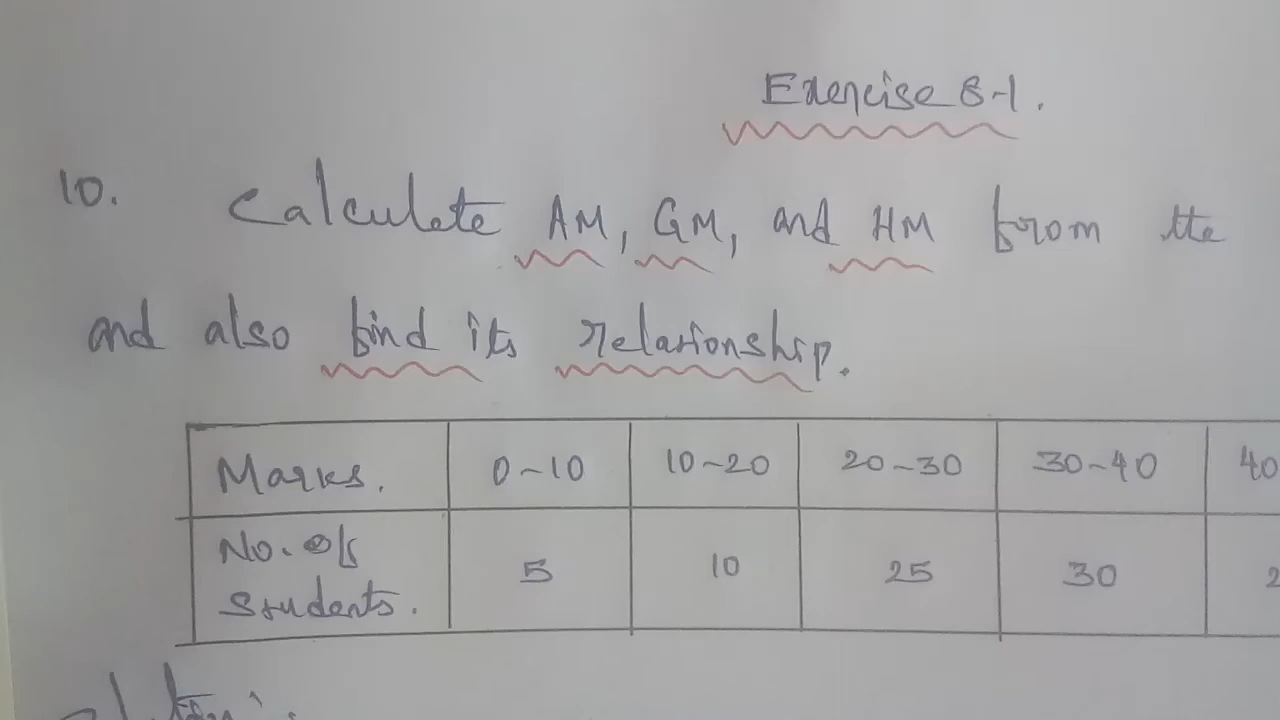 Exercise 8-1.
10. Calculate AM, GM, and HM from the
and also find its relationship.
Marks. 0-10 10-20 20-30 30-40 40
No. of 5 10 25 30 2
Students.